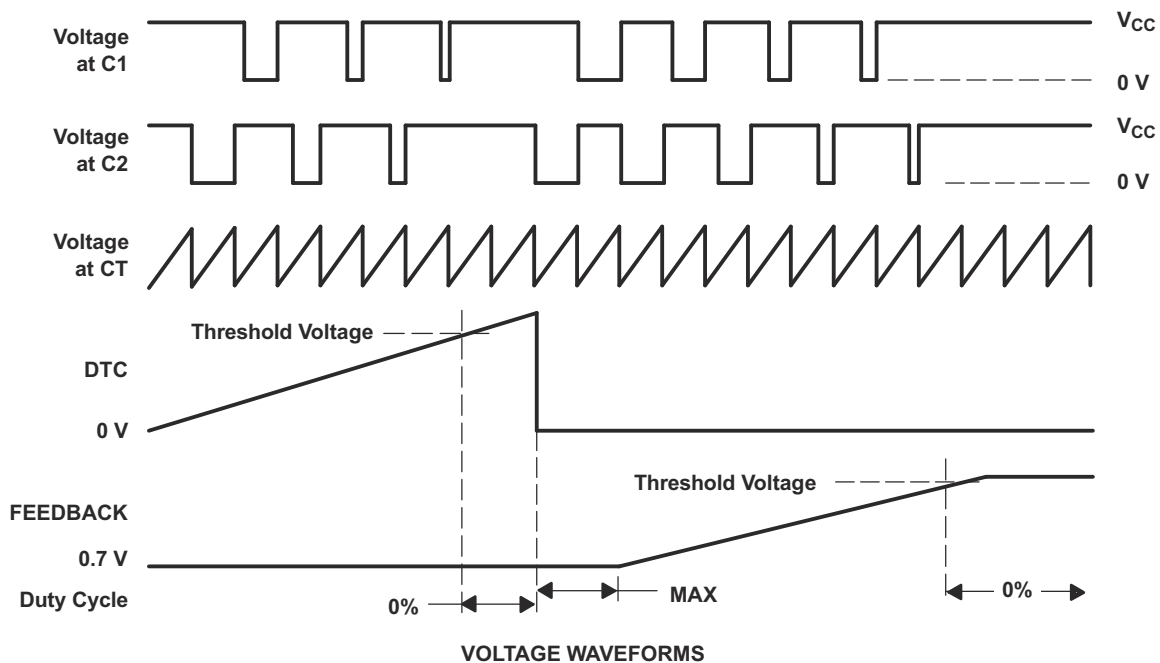 Voltage
at C1
VCC
0 V
Voltage
at C2
VCC
0 V
Voltage
at CT
Threshold Voltage
DTC
0 V
Threshold Voltage
FEEDBACK
0.7 V
Duty Cycle
0%
MAX
0%
VOLTAGE WAVEFORMS